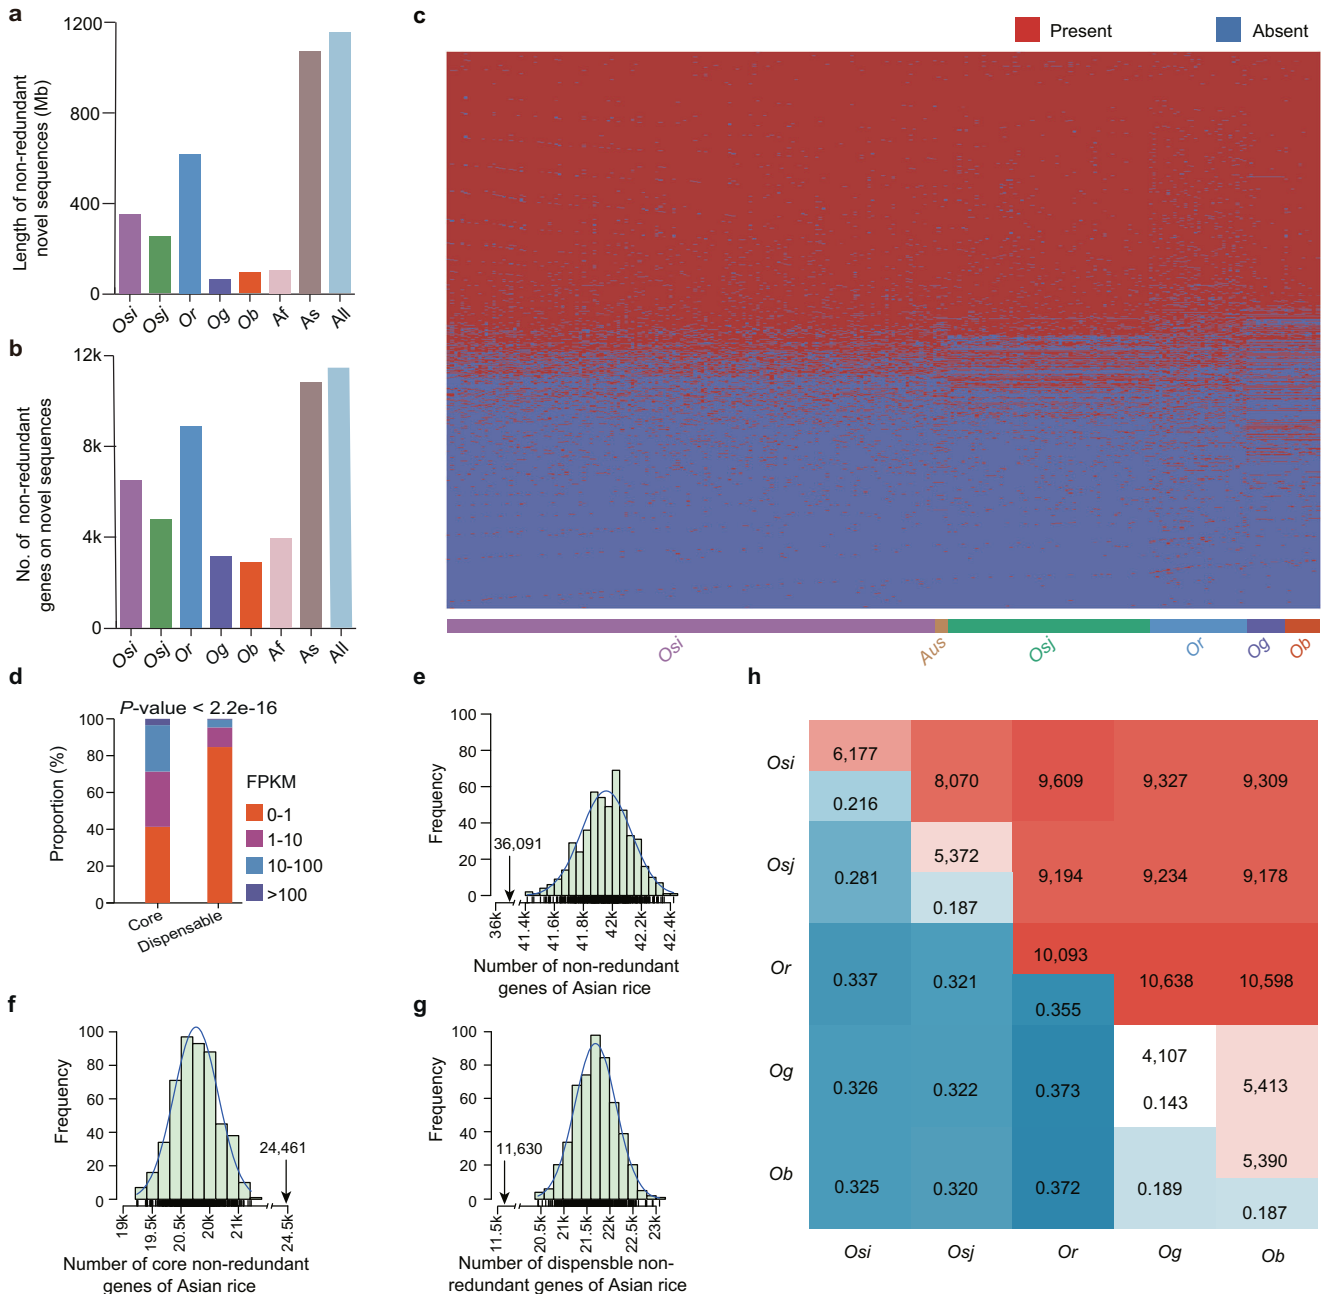 a
Length of non-redundant
novel sequences (Mb)
1200
800
400
0
Osi
Osj
Or
Og
Ob
Af
As
All
b
No. of non-redundant
genes on novel sequences
12k
8k
4k
0
Osi
Osj
Or
Og
Ob
Af
As
All
c
Present
Absent
Osi
Aus
Osj
Or
Og
Ob
d
P-value < 2.2e-16
Proportion (%)
100
80
60
40
20
0
Core
Dispensable
FPKM
0-1
1-10
10-100
>100
e
Frequency
100
80
60
40
20
0
36,091
36k
41.4k
41.6k
41.8k
42k
42.2k
42.4k
Number of non-redundant
genes of Asian rice
f
Frequency
100
80
60
40
20
0
24,461
19k
19.5k
20.5k
20k
21k
24.5k
Number of core non-redundant
genes of Asian rice
g
Frequency
100
80
60
40
20
0
11,630
11.5k
20.5k
21k
21.5k
22k
22.5k
23k
Number of dispensble non-
redundant genes of Asian rice
h
Osi
6,177
0.216
8,070
9,609
9,327
9,309
Osj
0.281
5,372
0.187
9,194
9,234
9,178
Or
0.337
0.321
10,093
0.355
10,638
10,598
Og
0.326
0.322
0.373
4,107
0.143
5,413
Ob
0.325
0.320
0.372
0.189
5,390
0.187
Osi
Osj
Or
Og
Ob